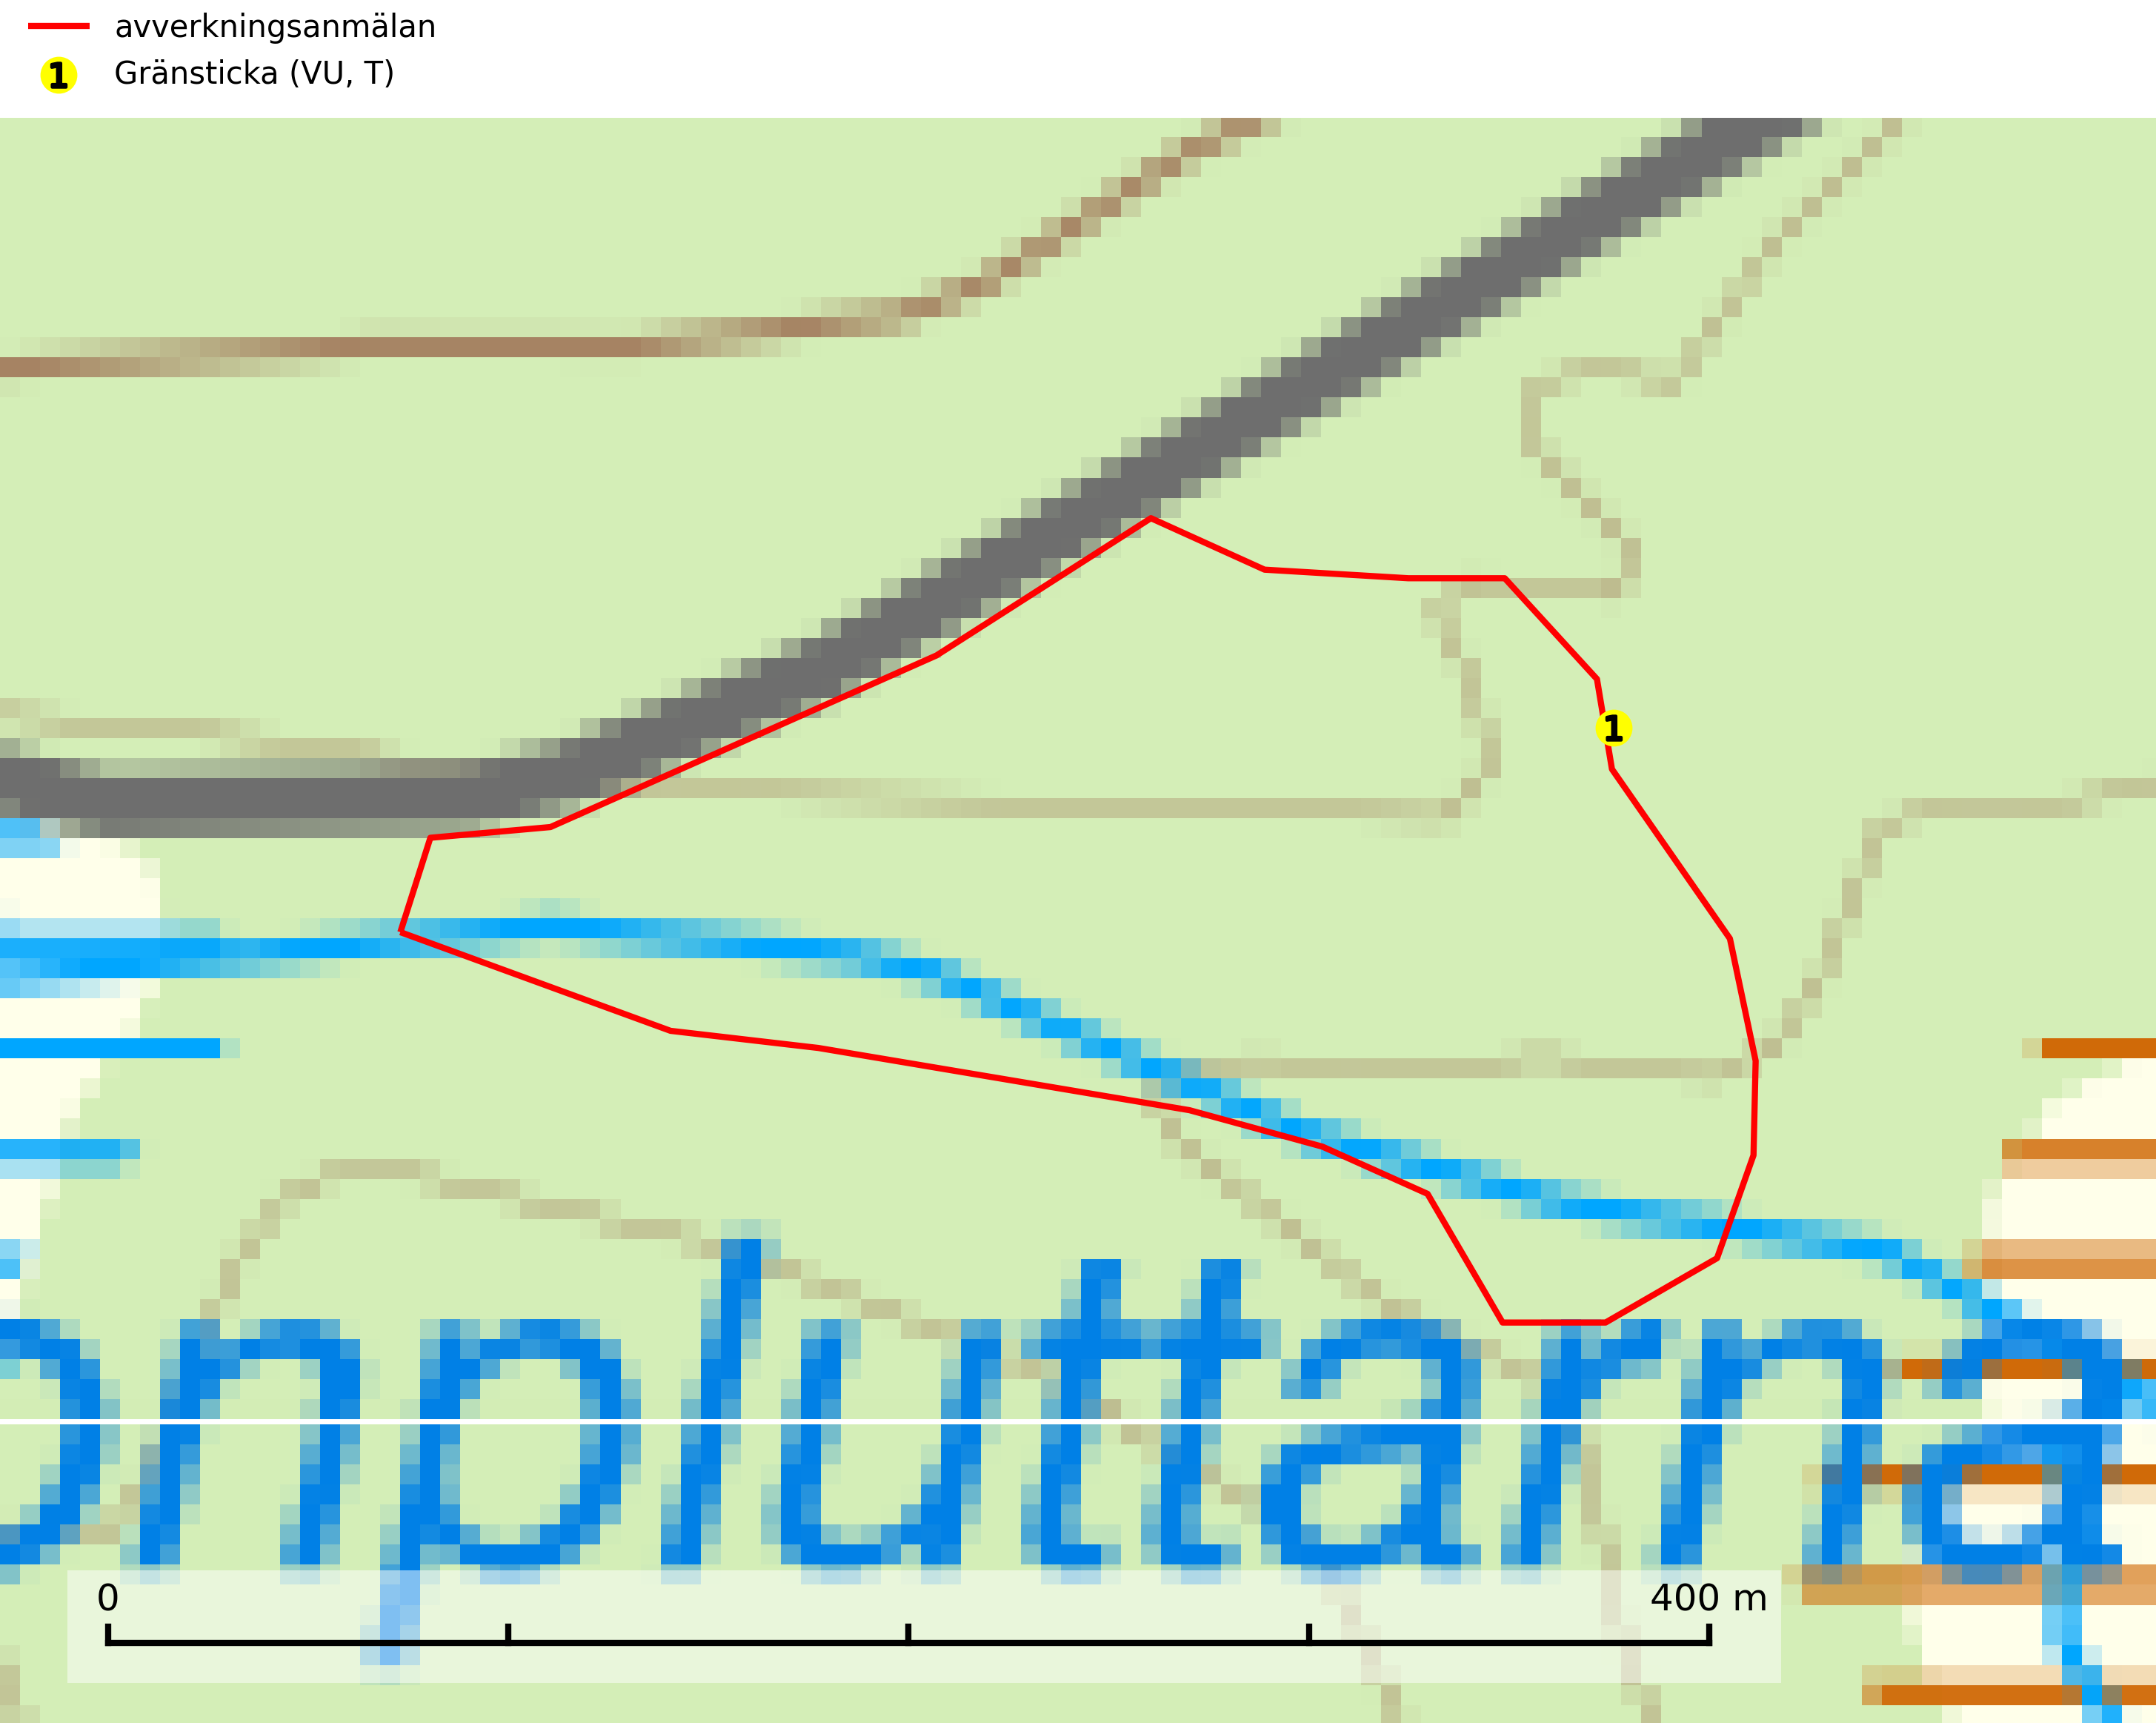 avverkningsanmälan
1 Gränsticka (VU, T)
1
0 400 m